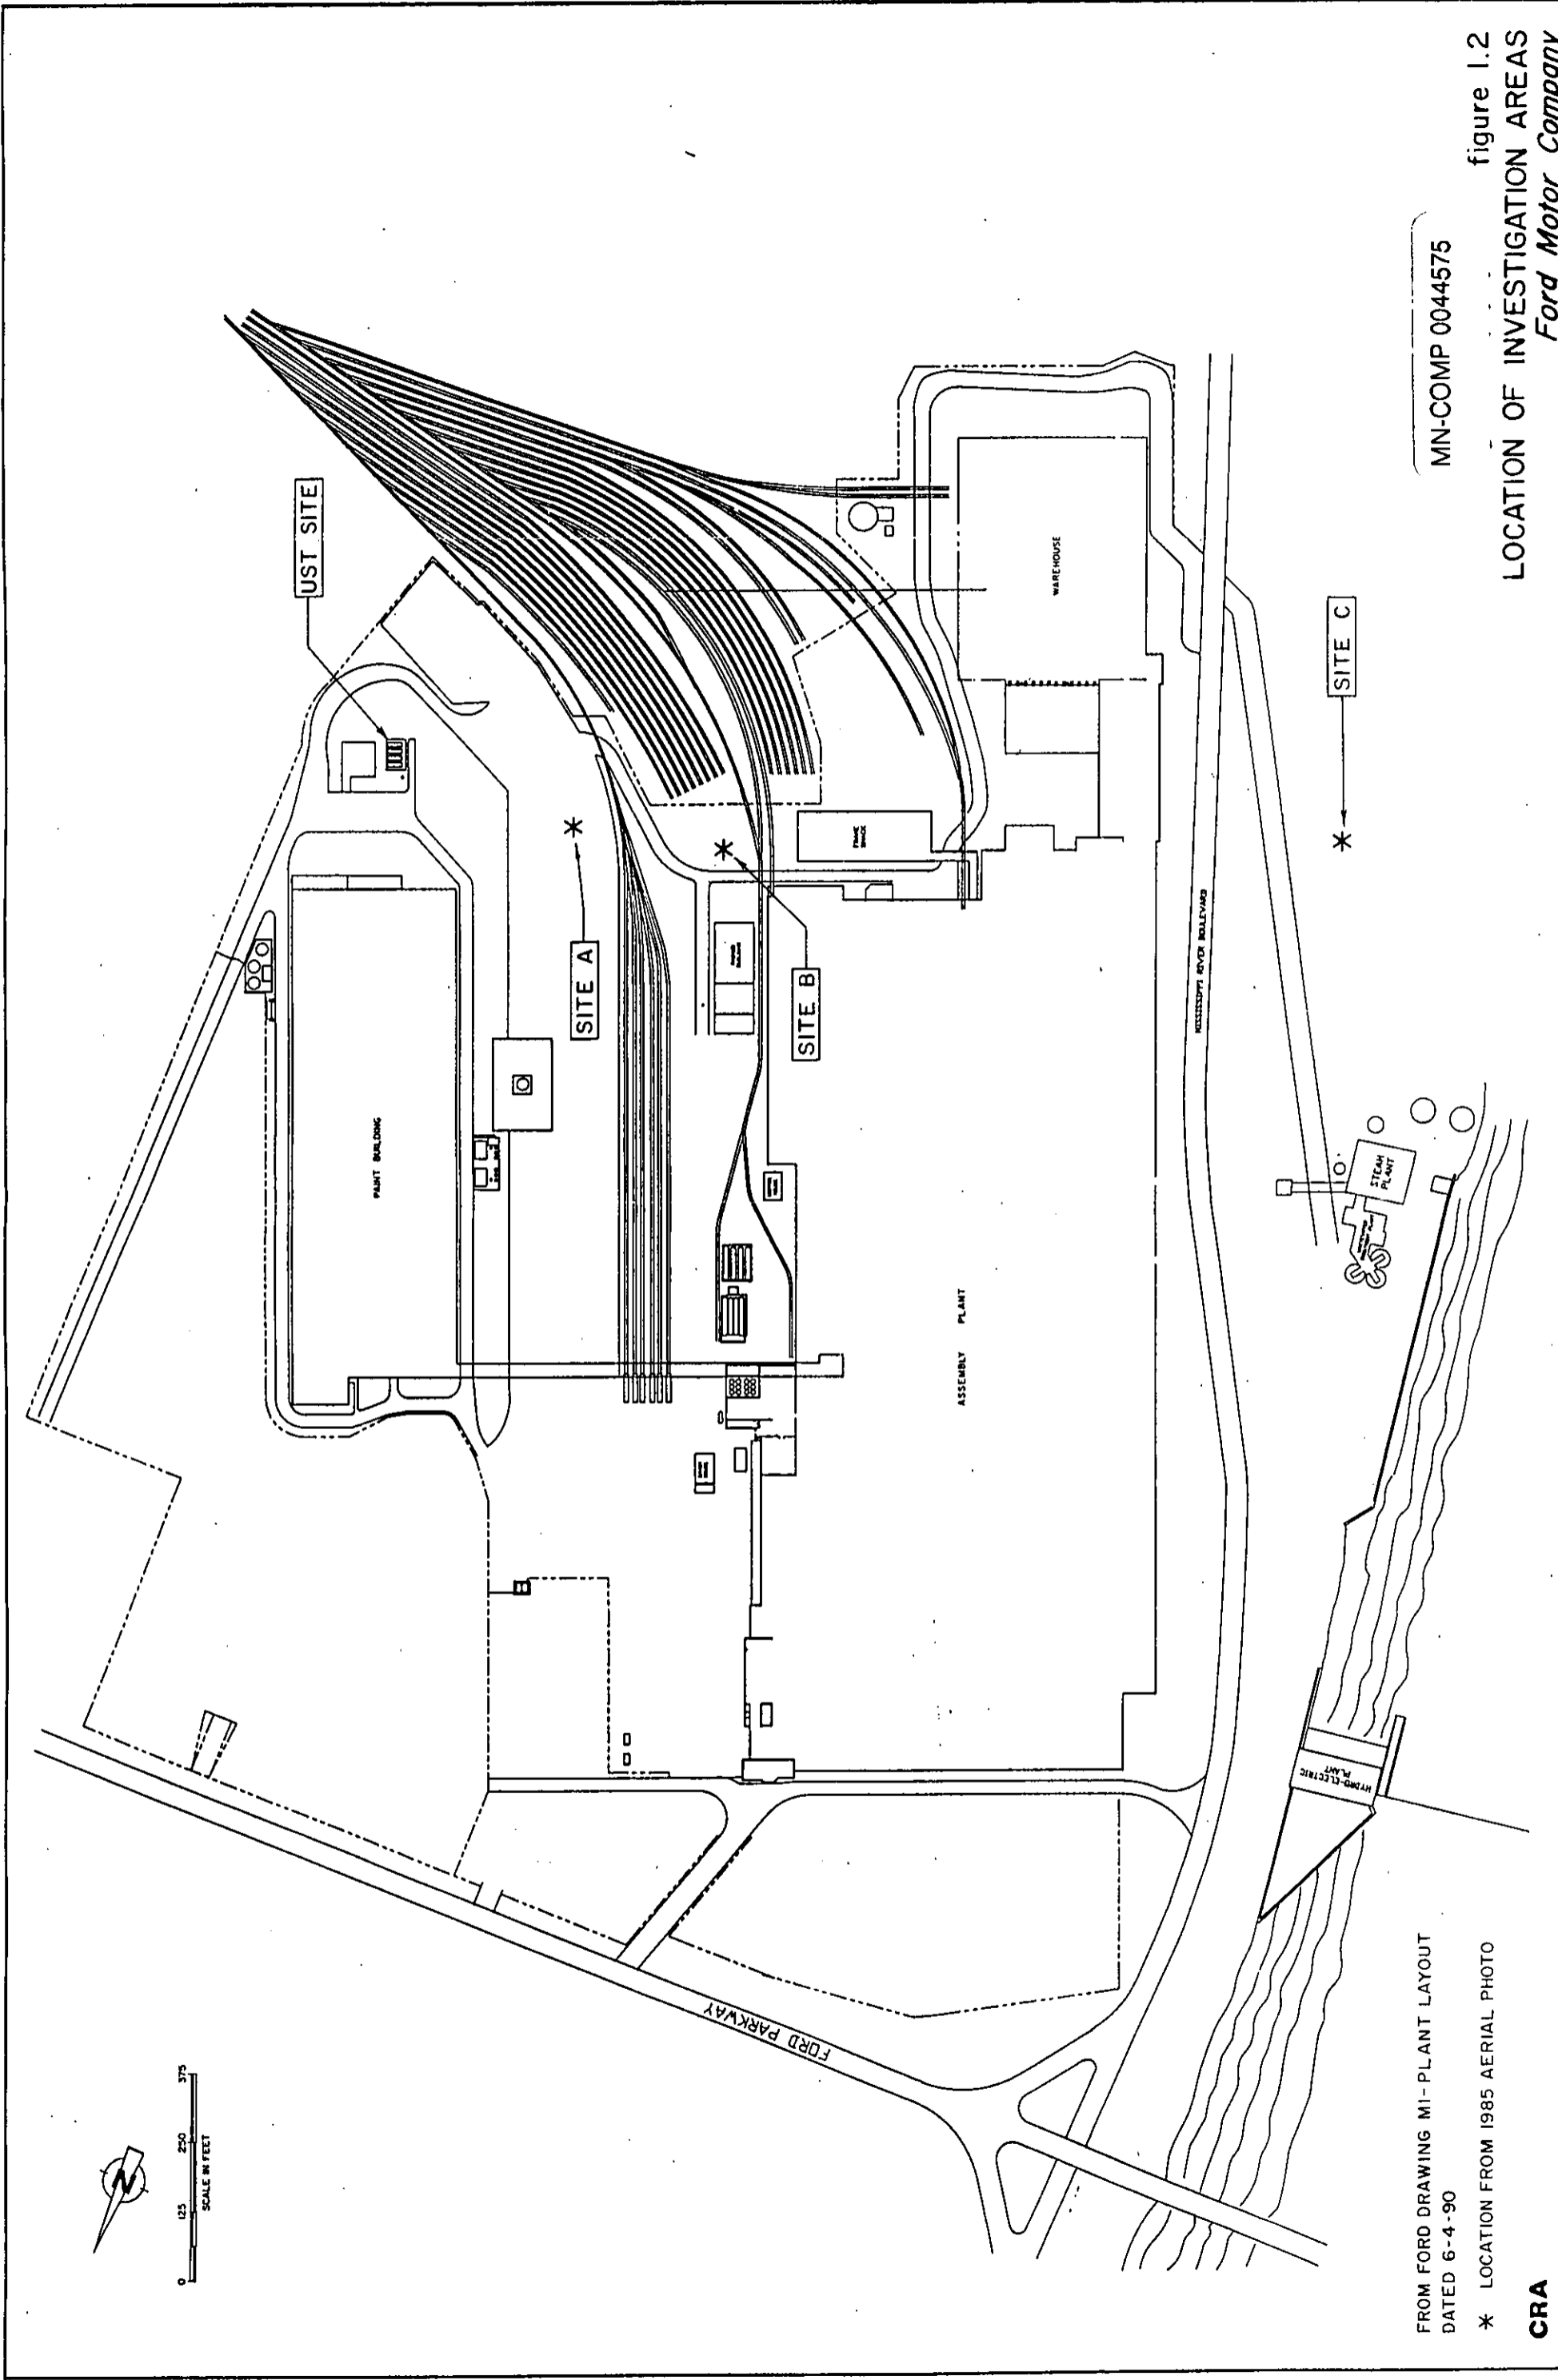 UST SITE
SITE A
SITE B
SITE C
PAINT BUILDING
WAREHOUSE
ASSEMBLY PLANT
MISSISSIPPI RIVER BOULEVARD
STEAM
PLANT
HYDRO-ELECTRIC
PLANT
FORD PARKWAY
N
0 125 250 375
SCALE IN FEET
FROM FORD DRAWING M1-PLANT LAYOUT
DATED 6-4-90
* LOCATION FROM 1985 AERIAL PHOTO
CRA
MN-COMP 0044575
figure 1.2
LOCATION OF INVESTIGATION AREAS
Ford Motor Company